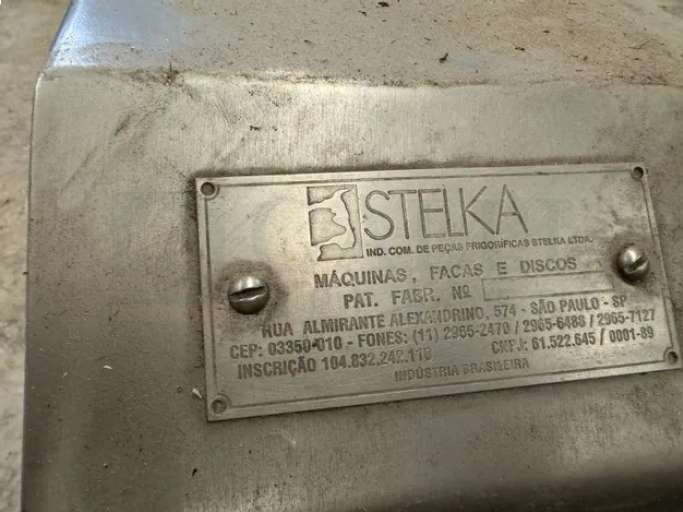 STELKA
IND. COM. DE PEÇAS FRIGORÍFICAS STELKA LTDA.
MÁQUINAS, FACAS E DISCOS
PAT. FABR. Nº
RUA ALMIRANTE ALEXANDRINO, 574 - SÃO PAULO - SP
CEP: 03350-010 - FONES: (11) 2965-2470 / 2965-6488 / 2965-7127
INSCRIÇÃO 104.832.242.110 CNPJ: 61.522.645 / 0001-89
INDÚSTRIA BRASILEIRA